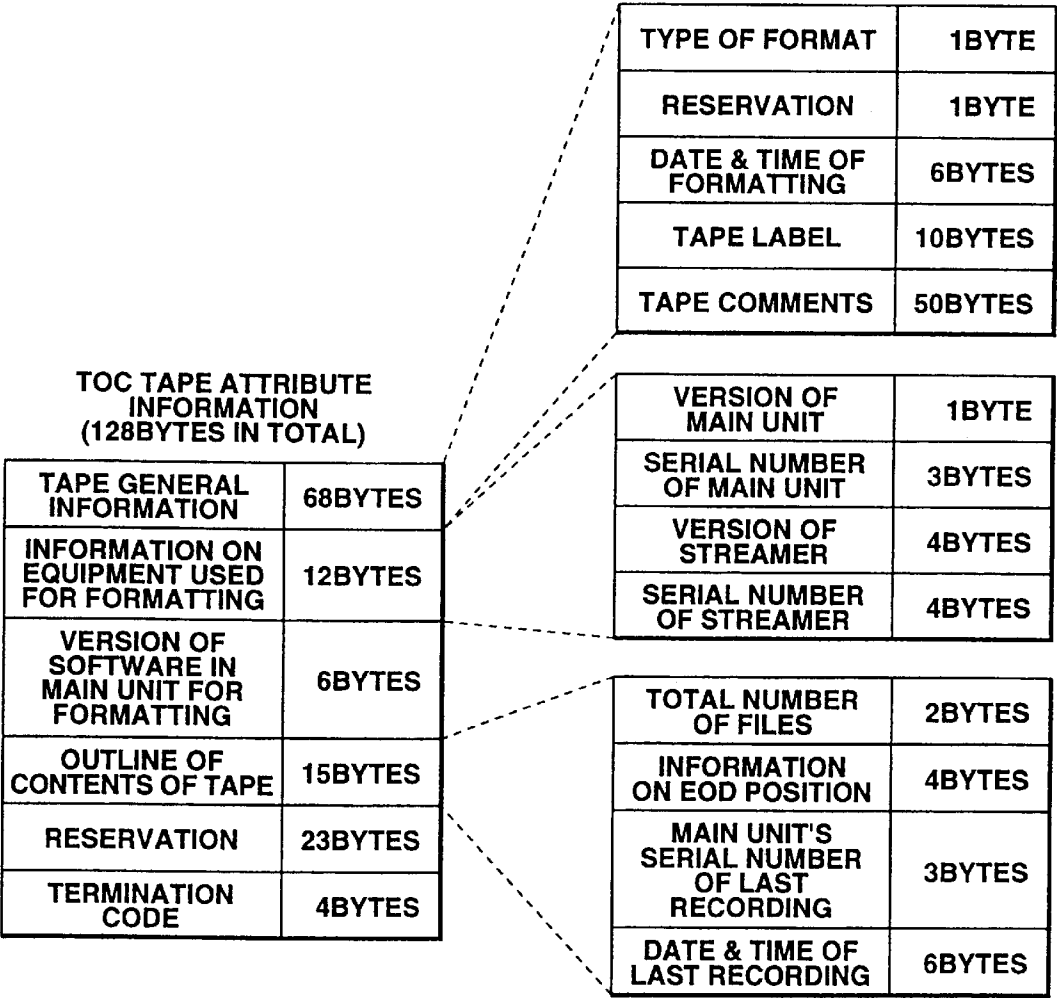 TYPE OF FORMAT 1BYTE
RESERVATION 1BYTE
DATE & TIME OF
FORMATTING 6BYTES
TAPE LABEL 10BYTES
TAPE COMMENTS 50BYTES
TOC TAPE ATTRIBUTE
INFORMATION
(128BYTES IN TOTAL)
TAPE GENERAL
INFORMATION 68BYTES
INFORMATION ON
EQUIPMENT USED
FOR FORMATTING 12BYTES
VERSION OF
SOFTWARE IN
MAIN UNIT FOR
FORMATTING 6BYTES
OUTLINE OF
CONTENTS OF TAPE 15BYTES
RESERVATION 23BYTES
TERMINATION
CODE 4BYTES
VERSION OF
MAIN UNIT 1BYTE
SERIAL NUMBER
OF MAIN UNIT 3BYTES
VERSION OF
STREAMER 4BYTES
SERIAL NUMBER
OF STREAMER 4BYTES
TOTAL NUMBER
OF FILES 2BYTES
INFORMATION
ON EOD POSITION 4BYTES
MAIN UNIT'S
SERIAL NUMBER
OF LAST
RECORDING 3BYTES
DATE & TIME OF
LAST RECORDING 6BYTES